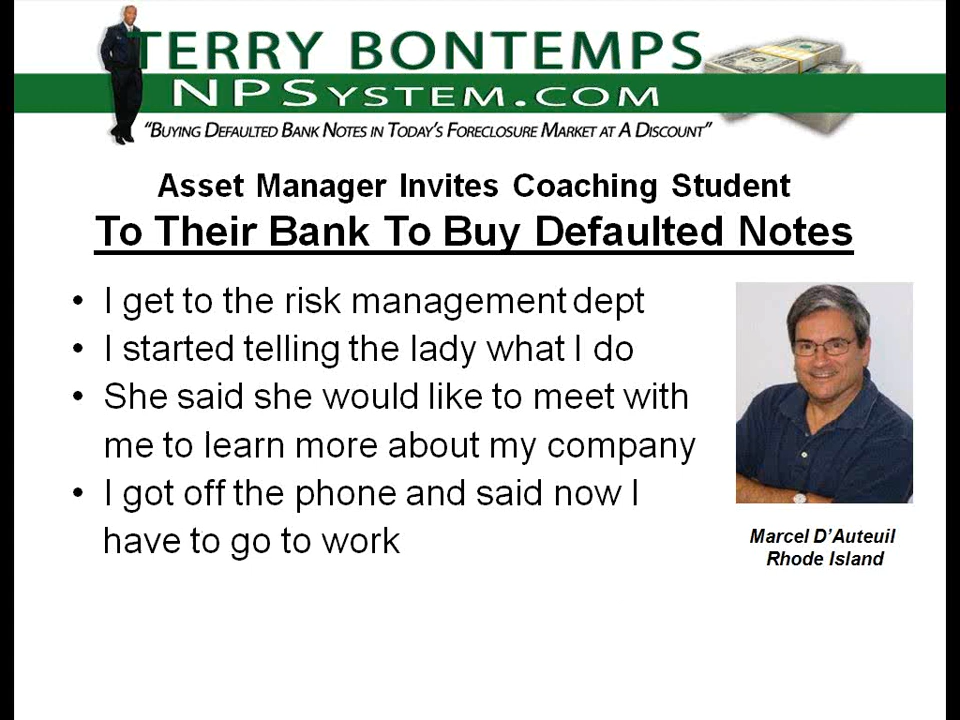 TERRY BONTEMPS
NPSYSTEM.COM
"BUYING DEFAULTED BANK NOTES IN TODAY'S FORECLOSURE MARKET AT A DISCOUNT"
Asset Manager Invites Coaching Student
To Their Bank To Buy Defaulted Notes
• I get to the risk management dept
• I started telling the lady what I do
• She said she would like to meet with
me to learn more about my company
• I got off the phone and said now I
have to go to work
Marcel D'Auteuil
Rhode Island